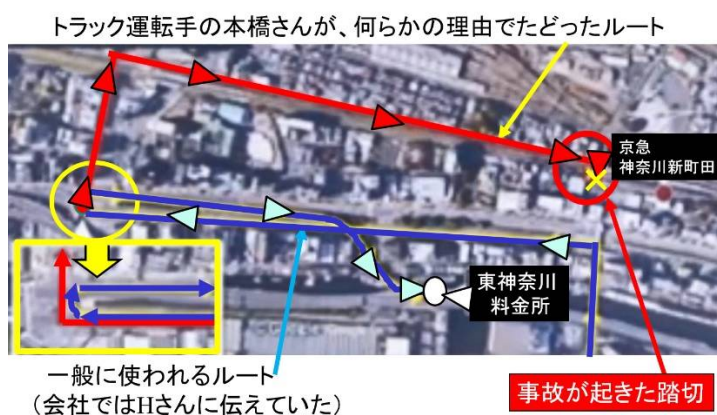 トラック運転手の本橋さんが、何らかの理由でたどったルート
京急
神奈川新町田
東神奈川
料金所
一般に使われるルート
（会社ではHさんに伝えていた）
事故が起きた踏切